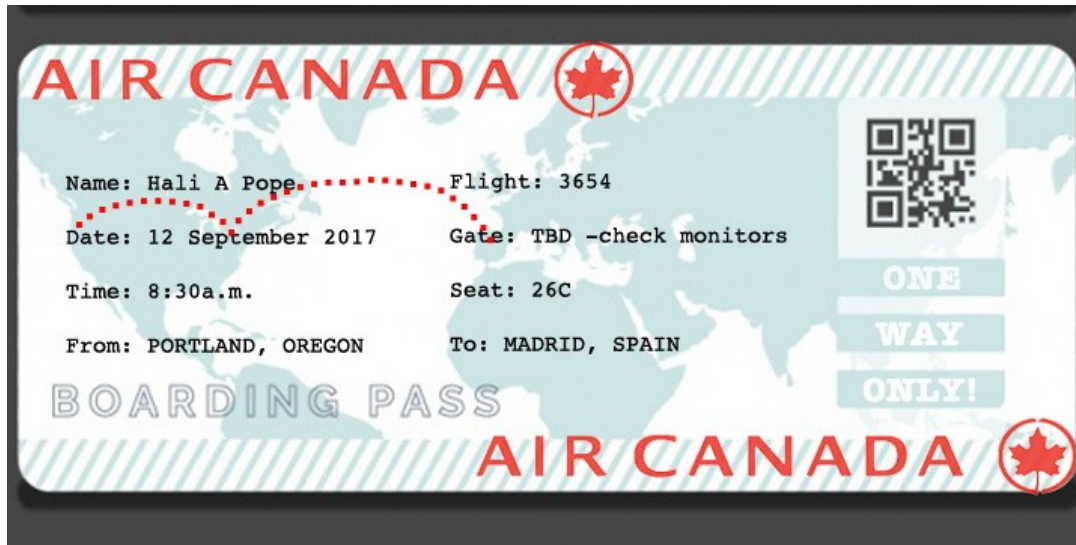 AIR CANADA
Name: Hali A Pope
Flight: 3654
Date: 12 September 2017
Gate: TBD -check monitors
Time: 8:30a.m.
Seat: 26C
From: PORTLAND, OREGON
To: MADRID, SPAIN
ONE
WAY
ONLY!
BOARDING PASS
AIR CANADA